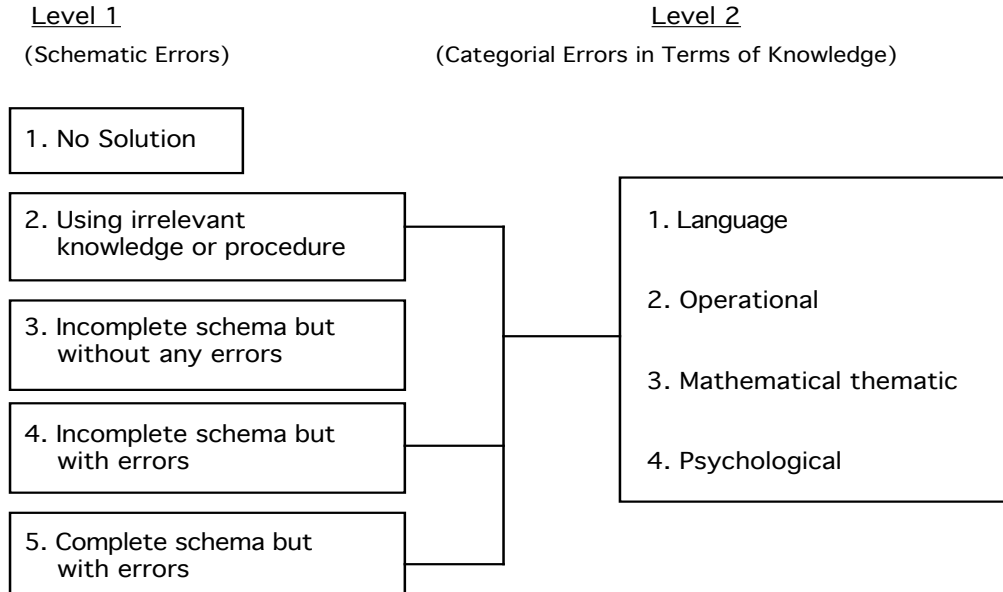 Level 1
Level 2
(Schematic Errors)
(Categorial Errors in Terms of Knowledge)
1. No Solution
2. Using irrelevant
knowledge or procedure
3. Incomplete schema but
without any errors
4. Incomplete schema but
with errors
5. Complete schema but
with errors
1. Language
2. Operational
3. Mathematical thematic
4. Psychological